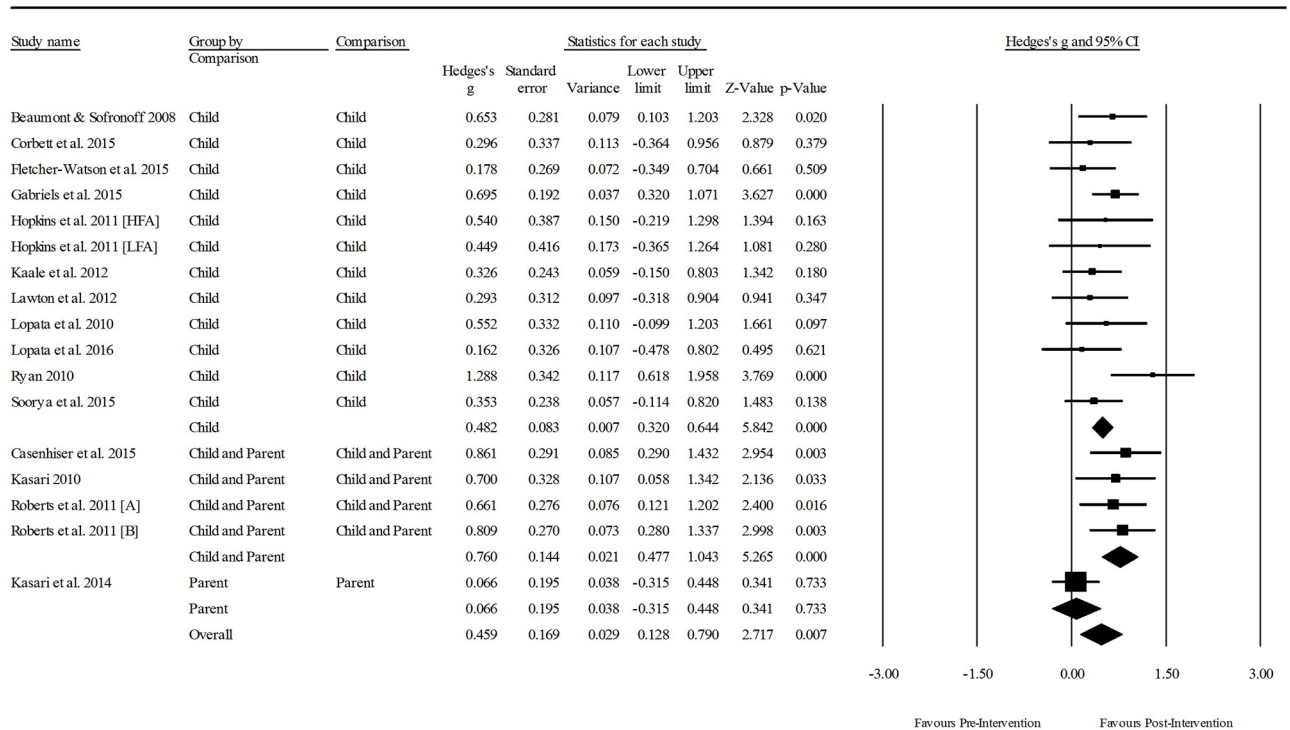 Study name Group by Comparison Statistics for each study Hedges's g and 95% CI
Comparison
Hedges's Standard Lower Upper
g error Variance limit limit Z-Value p-Value
Beaumont & Sofronoff 2008 Child Child 0.653 0.281 0.079 0.103 1.203 2.328 0.020
Corbett et al. 2015 Child Child 0.296 0.337 0.113 -0.364 0.956 0.879 0.379
Fletcher-Watson et al. 2015 Child Child 0.178 0.269 0.072 -0.349 0.704 0.661 0.509
Gabriels et al. 2015 Child Child 0.695 0.192 0.037 0.320 1.071 3.627 0.000
Hopkins et al. 2011 [HFA] Child Child 0.540 0.387 0.150 -0.219 1.298 1.394 0.163
Hopkins et al. 2011 [LFA] Child Child 0.449 0.416 0.173 -0.365 1.264 1.081 0.280
Kaale et al. 2012 Child Child 0.326 0.243 0.059 -0.150 0.803 1.342 0.180
Lawton et al. 2012 Child Child 0.293 0.312 0.097 -0.318 0.904 0.941 0.347
Lopata et al. 2010 Child Child 0.552 0.332 0.110 -0.099 1.203 1.661 0.097
Lopata et al. 2016 Child Child 0.162 0.326 0.107 -0.478 0.802 0.495 0.621
Ryan 2010 Child Child 1.288 0.342 0.117 0.618 1.958 3.769 0.000
Soorya et al. 2015 Child Child 0.353 0.238 0.057 -0.114 0.820 1.483 0.138
Child 0.482 0.083 0.007 0.320 0.644 5.842 0.000
Casenhiser et al. 2015 Child and Parent Child and Parent 0.861 0.291 0.085 0.290 1.432 2.954 0.003
Kasari 2010 Child and Parent Child and Parent 0.700 0.328 0.107 0.058 1.342 2.136 0.033
Roberts et al. 2011 [A] Child and Parent Child and Parent 0.661 0.276 0.076 0.121 1.202 2.400 0.016
Roberts et al. 2011 [B] Child and Parent Child and Parent 0.809 0.270 0.073 0.280 1.337 2.998 0.003
Child and Parent 0.760 0.144 0.021 0.477 1.043 5.265 0.000
Kasari et al. 2014 Parent Parent 0.066 0.195 0.038 -0.315 0.448 0.341 0.733
Parent 0.066 0.195 0.038 -0.315 0.448 0.341 0.733
Overall 0.459 0.169 0.029 0.128 0.790 2.717 0.007
-3.00 -1.50 0.00 1.50 3.00
Favours Pre-Intervention Favours Post-Intervention